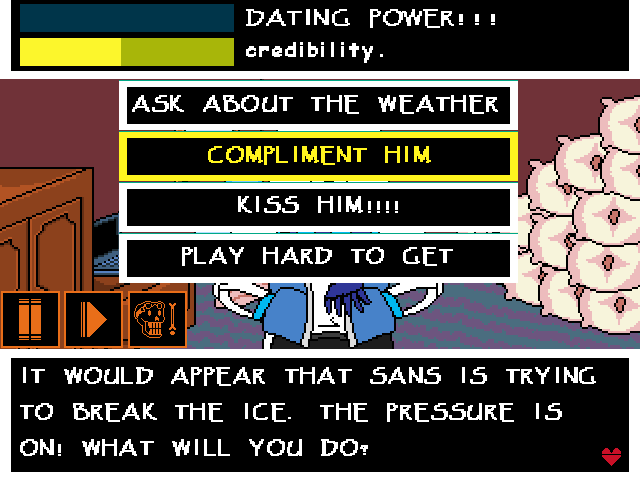 DATING POWER!!!
credibility.
ASK ABOUT THE WEATHER
COMPLIMENT HIM
KISS HIM!!!!
PLAY HARD TO GET
IT WOULD APPEAR THAT SANS IS TRYING
TO BREAK THE ICE. THE PRESSURE IS
ON! WHAT WILL YOU DO?